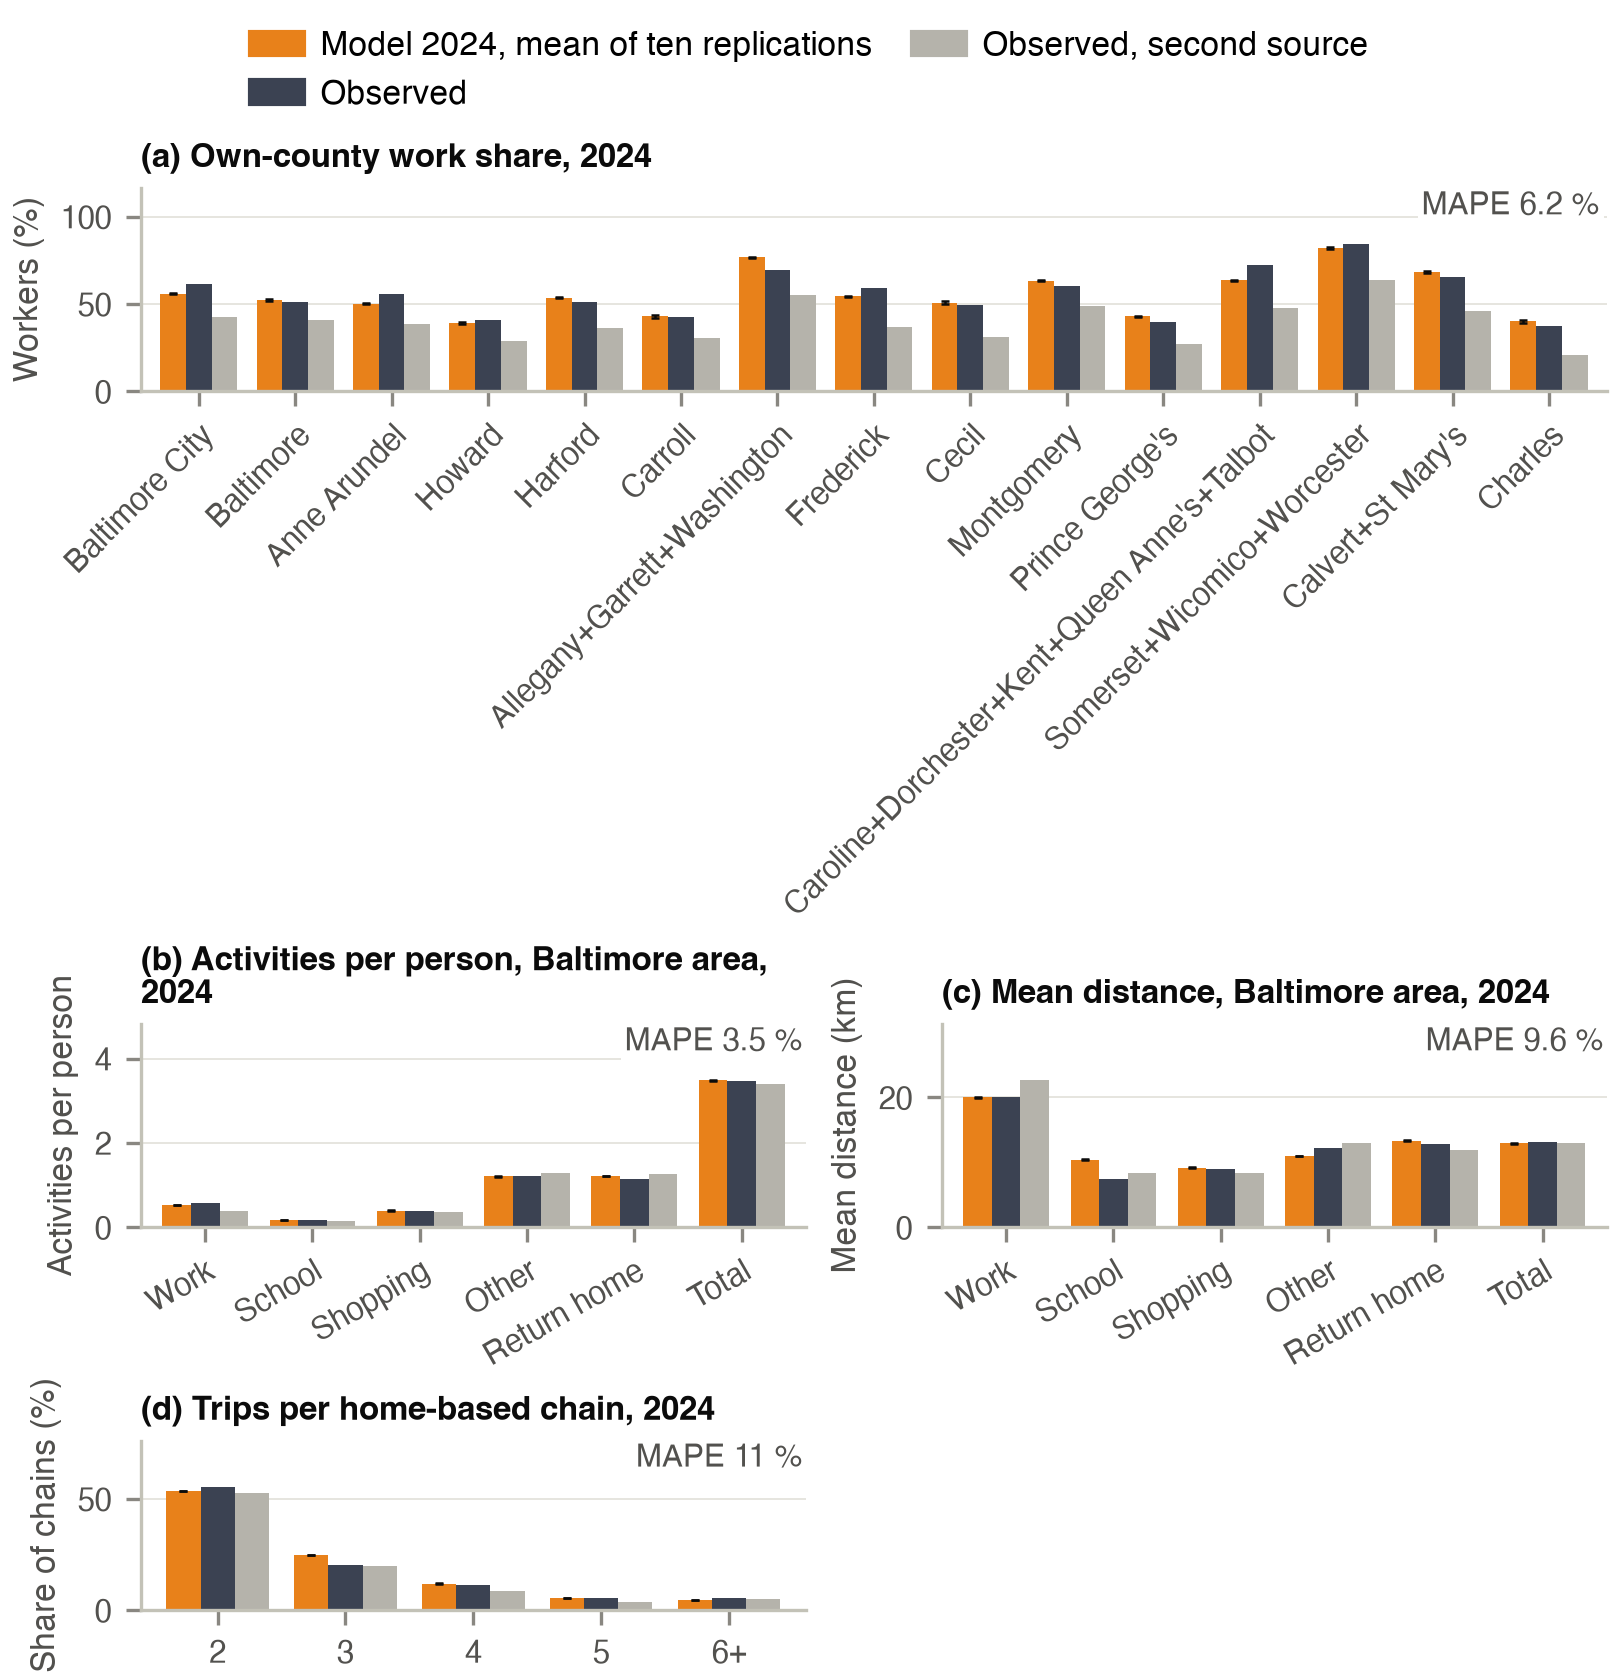 Model 2024, mean of ten replications
Observed, second source
Observed
(a) Own-county work share, 2024
MAPE 6.2 %
Workers (%)
100
50
0
Baltimore City
Baltimore
Anne Arundel
Howard
Harford
Carroll
Allegany+Garrett+Washington
Frederick
Cecil
Montgomery
Prince George's
Caroline+Dorchester+Kent+Queen Anne's+Talbot
Somerset+Wicomico+Worcester
Calvert+St Mary's
Charles
(b) Activities per person, Baltimore area,
2024
MAPE 3.5 %
Activities per person
4
2
0
Work
School
Shopping
Other
Return home
Total
(c) Mean distance, Baltimore area, 2024
MAPE 9.6 %
Mean distance (km)
20
0
Work
School
Shopping
Other
Return home
Total
(d) Trips per home-based chain, 2024
MAPE 11 %
Share of chains (%)
50
0
2
3
4
5
6+